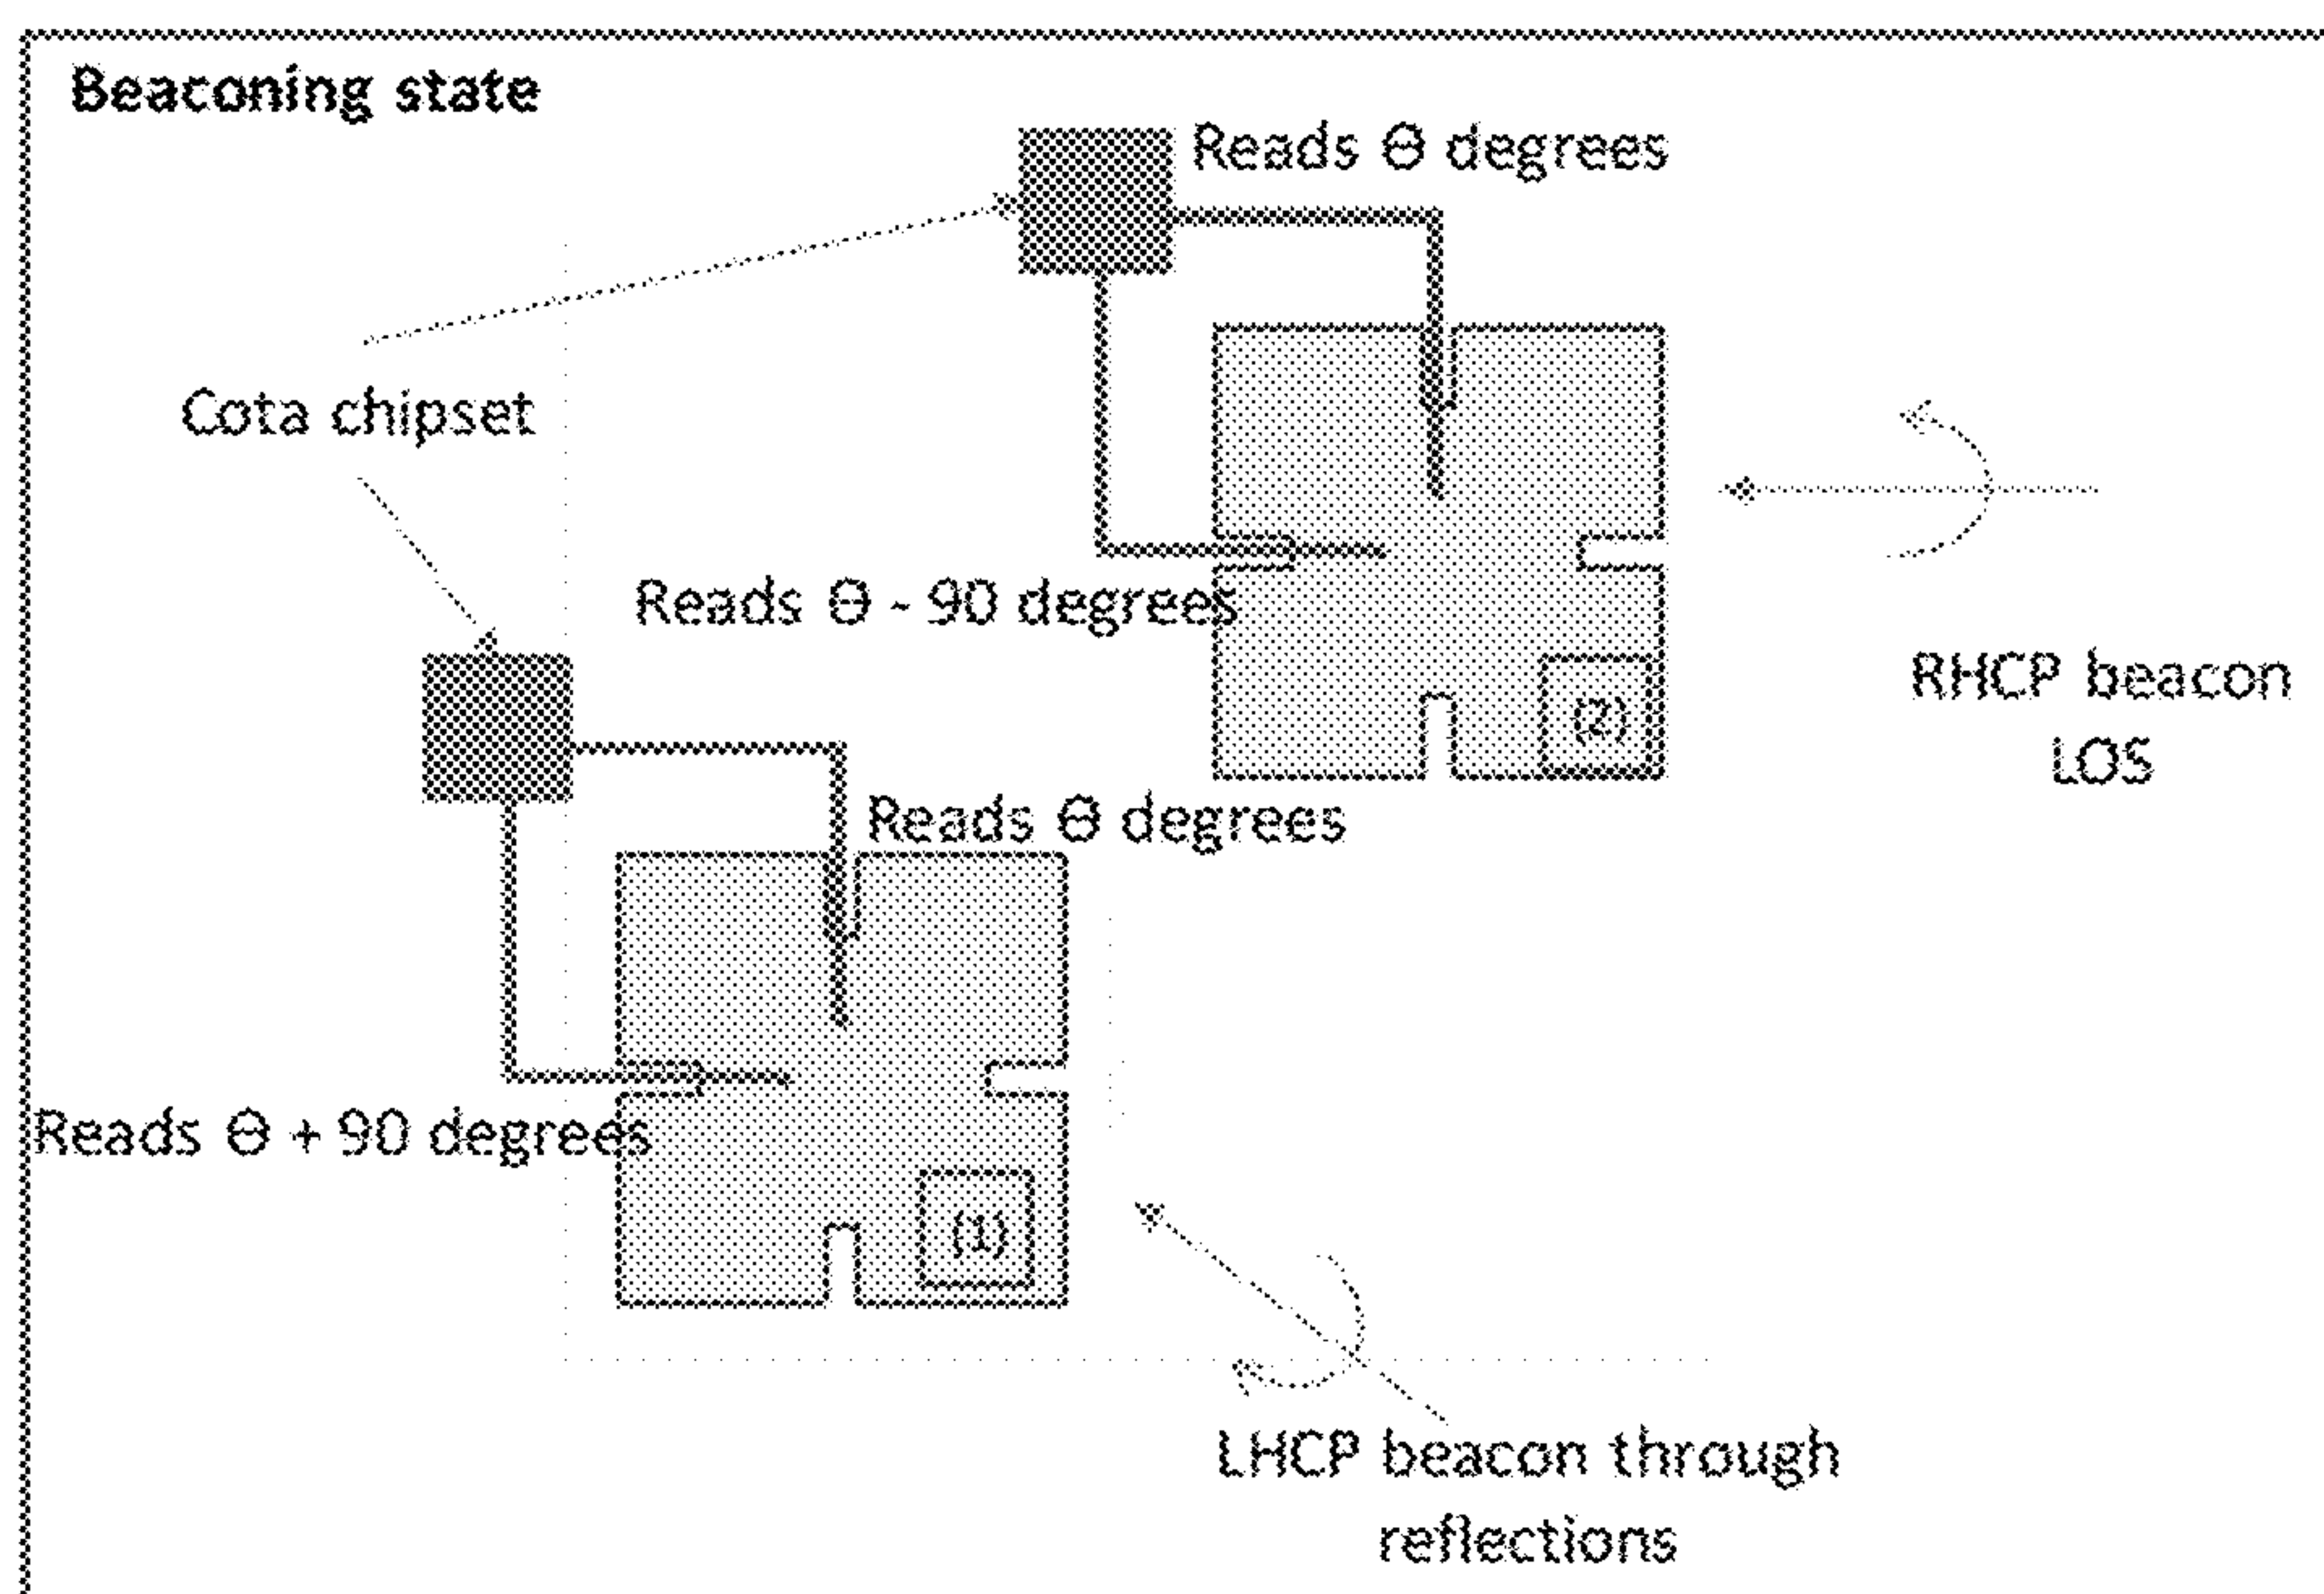 Beaconing state
Reads Θ degrees
Cota chipset
Reads Θ - 90 degrees
(2)
RHCP beacon
LOS
Reads Θ degrees
Reads Θ + 90 degrees
(1)
LHCP beacon through
reflections